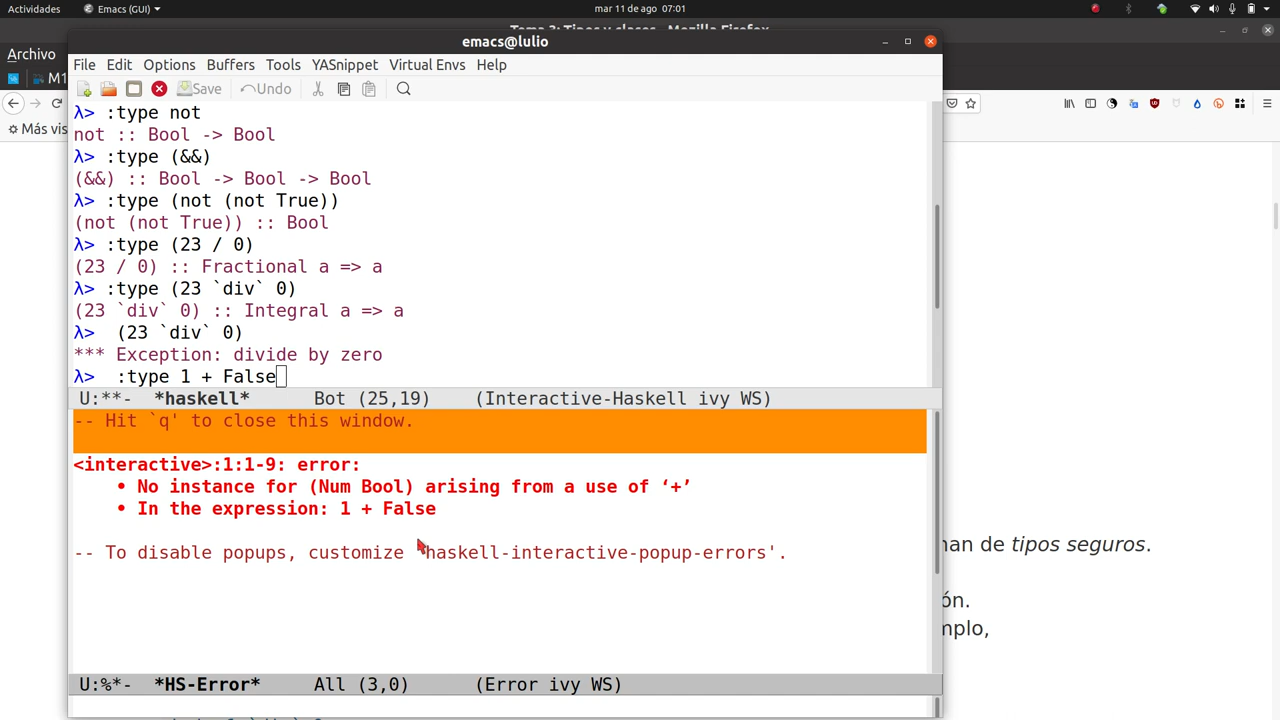 Actividades
Emacs (GUI)
mar 11 de ago 07:01
Tema 2: Tipos y clases - Mozilla Firefox
emacs@lulio
Archivo
File Edit Options Buffers Tools YASnippet Virtual Envs Help
M1
Save Undo
Más vis
λ> :type not
not :: Bool -> Bool
λ> :type (&&)
(&&) :: Bool -> Bool -> Bool
λ> :type (not (not True))
(not (not True)) :: Bool
λ> :type (23 / 0)
(23 / 0) :: Fractional a => a
λ> :type (23 `div` 0)
(23 `div` 0) :: Integral a => a
λ>  (23 `div` 0)
*** Exception: divide by zero
λ>  :type 1 + False
U:**-  *haskell*      Bot (25,19)    (Interactive-Haskell ivy WS)
-- Hit `q' to close this window.
<interactive>:1:1-9: error:
• No instance for (Num Bool) arising from a use of ‘+’
• In the expression: 1 + False
-- To disable popups, customize `haskell-interactive-popup-errors'.
nan de tipos seguros.
ón.
mplo,
U:%*-  *HS-Error*     All (3,0)      (Error ivy WS)